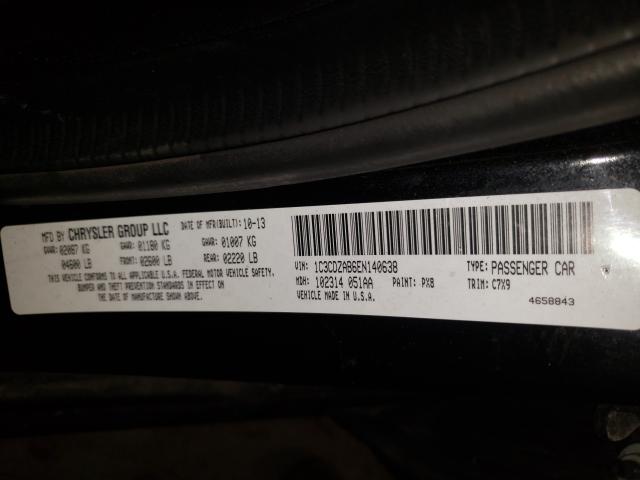 MFD BY CHRYSLER GROUP LLC DATE OF MFR(BUILT): 10-13
GVWR: 02087 KG GAWR: 01180 KG GAWR: 01007 KG
04600 LB FRONT: 02600 LB REAR: 02220 LB
THIS VEHICLE CONFORMS TO ALL APPLICABLE U.S.A. FEDERAL MOTOR VEHICLE SAFETY,
BUMPER AND THEFT PREVENTION STANDARDS IN EFFECT ON
THE DATE OF MANUFACTURE SHOWN ABOVE.
VIN: 1C3CDZAB6EN140638 TYPE: PASSENGER CAR
MDH: 102314 051AA PAINT: PX8 TRIM: C7X9
VEHICLE MADE IN U.S.A.
4658843